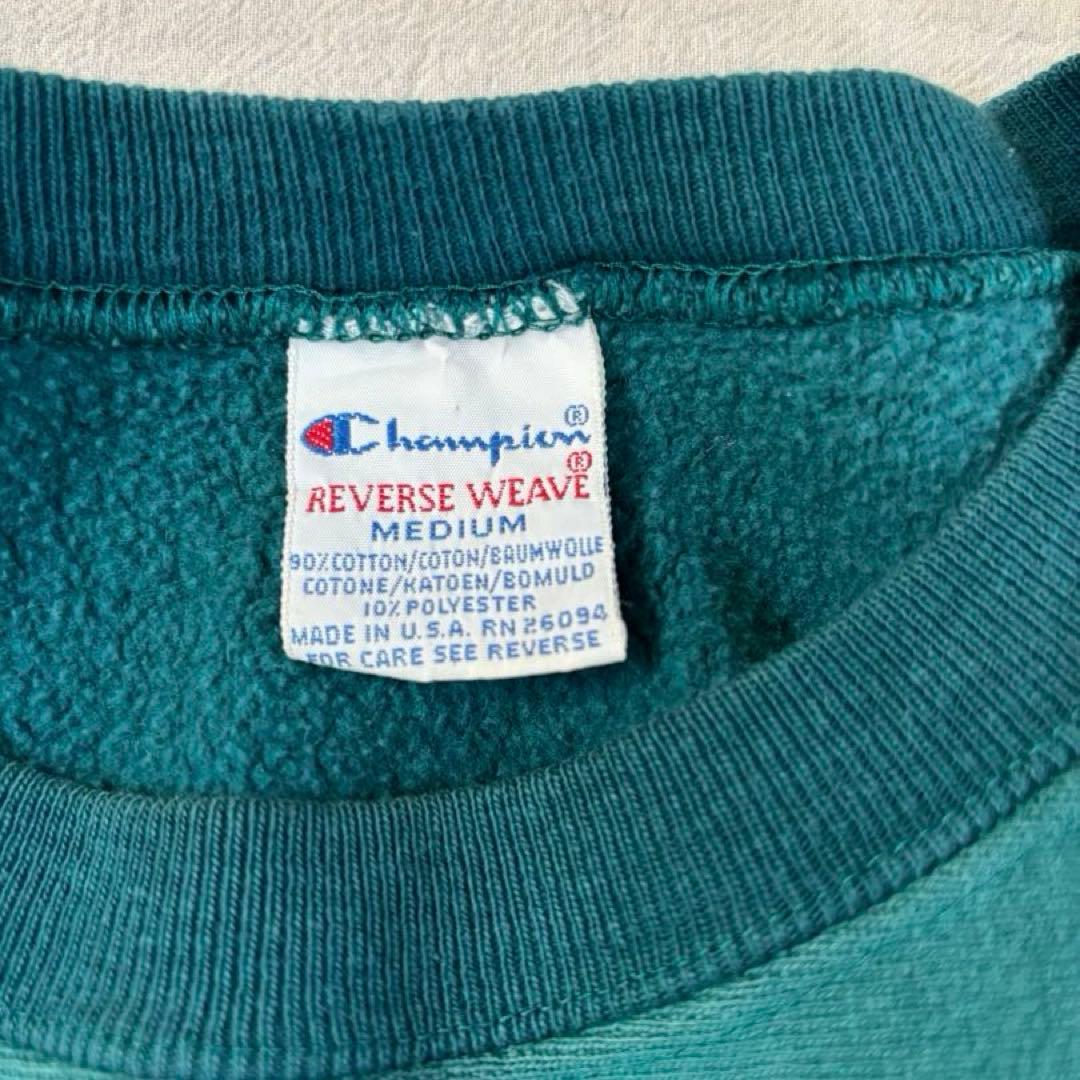 Champion®
REVERSE WEAVE®
MEDIUM
90% COTTON/COTON/BAUMWOLLE
COTONE/KATOEN/BOMULD
10% POLYESTER
MADE IN U.S.A. RN 26094
FOR CARE SEE REVERSE